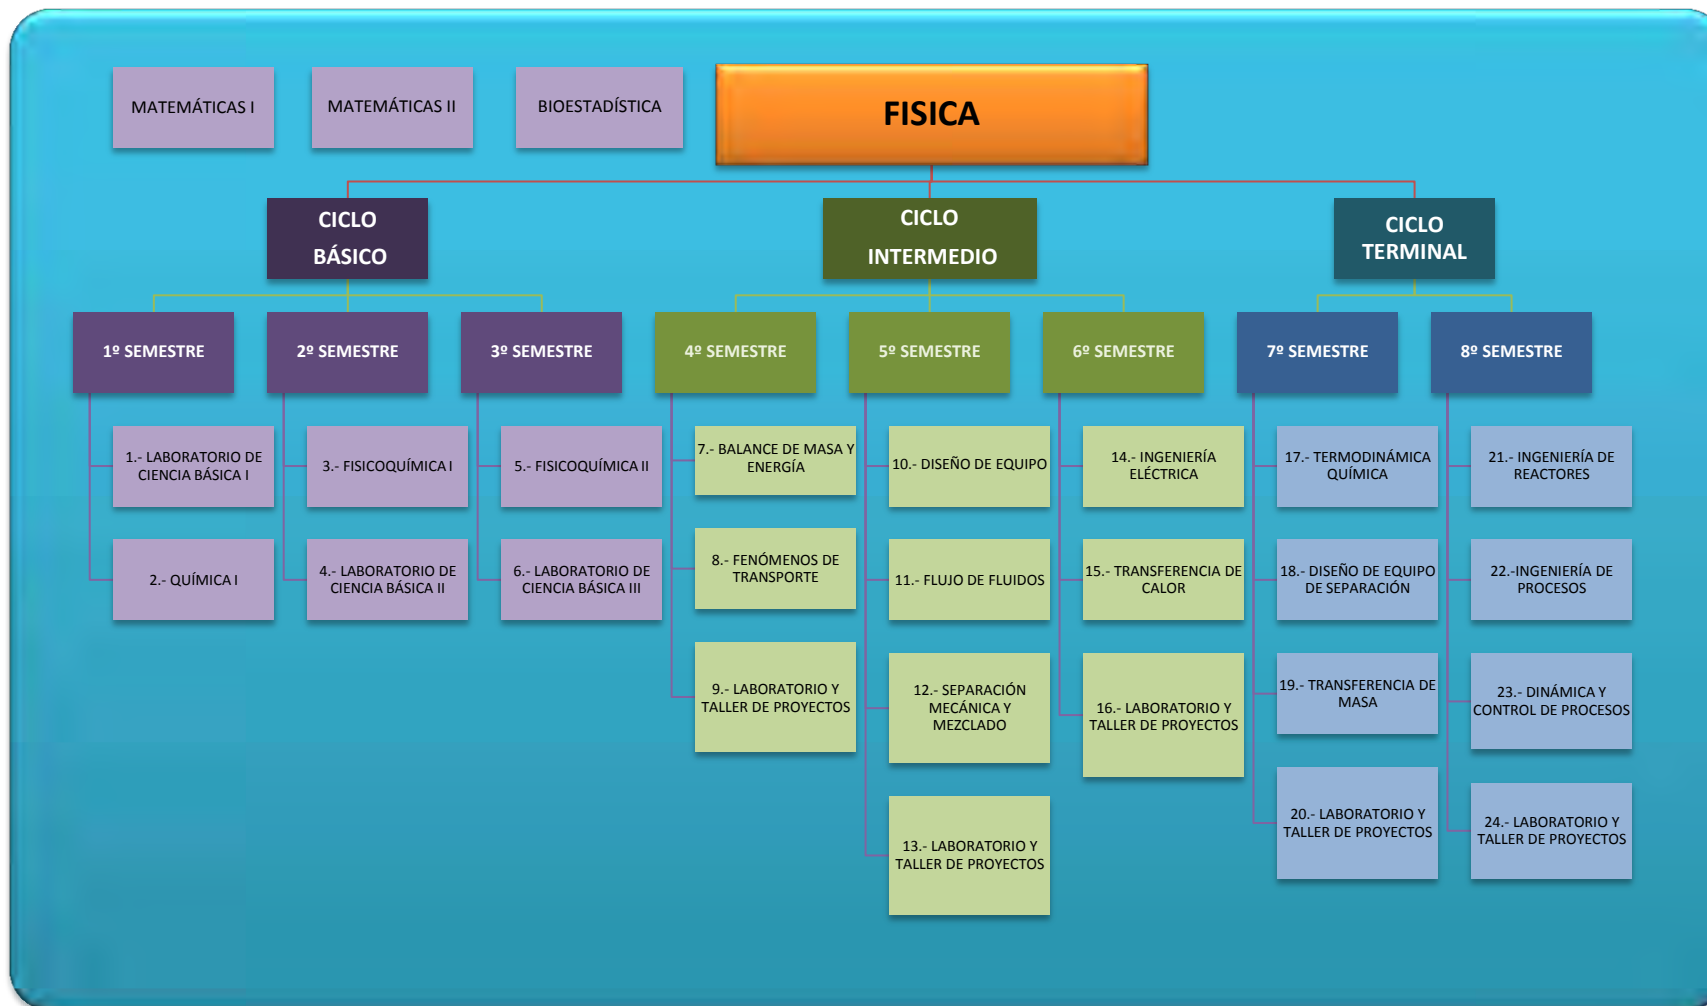 MATEMÁTICAS I
MATEMÁTICAS II
BIOESTADÍSTICA
FISICA
CICLO
BÁSICO
CICLO
INTERMEDIO
CICLO
TERMINAL
1º SEMESTRE
2º SEMESTRE
3º SEMESTRE
4º SEMESTRE
5º SEMESTRE
6º SEMESTRE
7º SEMESTRE
8º SEMESTRE
1.- LABORATORIO DE
CIENCIA BÁSICA I
2.- QUÍMICA I
3.- FISICOQUÍMICA I
4.- LABORATORIO DE
CIENCIA BÁSICA II
5.- FISICOQUÍMICA II
6.- LABORATORIO DE
CIENCIA BÁSICA III
7.- BALANCE DE MASA Y
ENERGÍA
8.- FENÓMENOS DE
TRANSPORTE
9.- LABORATORIO Y
TALLER DE PROYECTOS
10.- DISEÑO DE EQUIPO
11.- FLUJO DE FLUIDOS
12.- SEPARACIÓN
MECÁNICA Y
MEZCLADO
13.- LABORATORIO Y
TALLER DE PROYECTOS
14.- INGENIERÍA
ELÉCTRICA
15.- TRANSFERENCIA DE
CALOR
16.- LABORATORIO Y
TALLER DE PROYECTOS
17.- TERMODINÁMICA
QUÍMICA
18.- DISEÑO DE EQUIPO
DE SEPARACIÓN
19.- TRANSFERENCIA DE
MASA
20.- LABORATORIO Y
TALLER DE PROYECTOS
21.- INGENIERÍA DE
REACTORES
22.-INGENIERÍA DE
PROCESOS
23.- DINÁMICA Y
CONTROL DE PROCESOS
24.- LABORATORIO Y
TALLER DE PROYECTOS